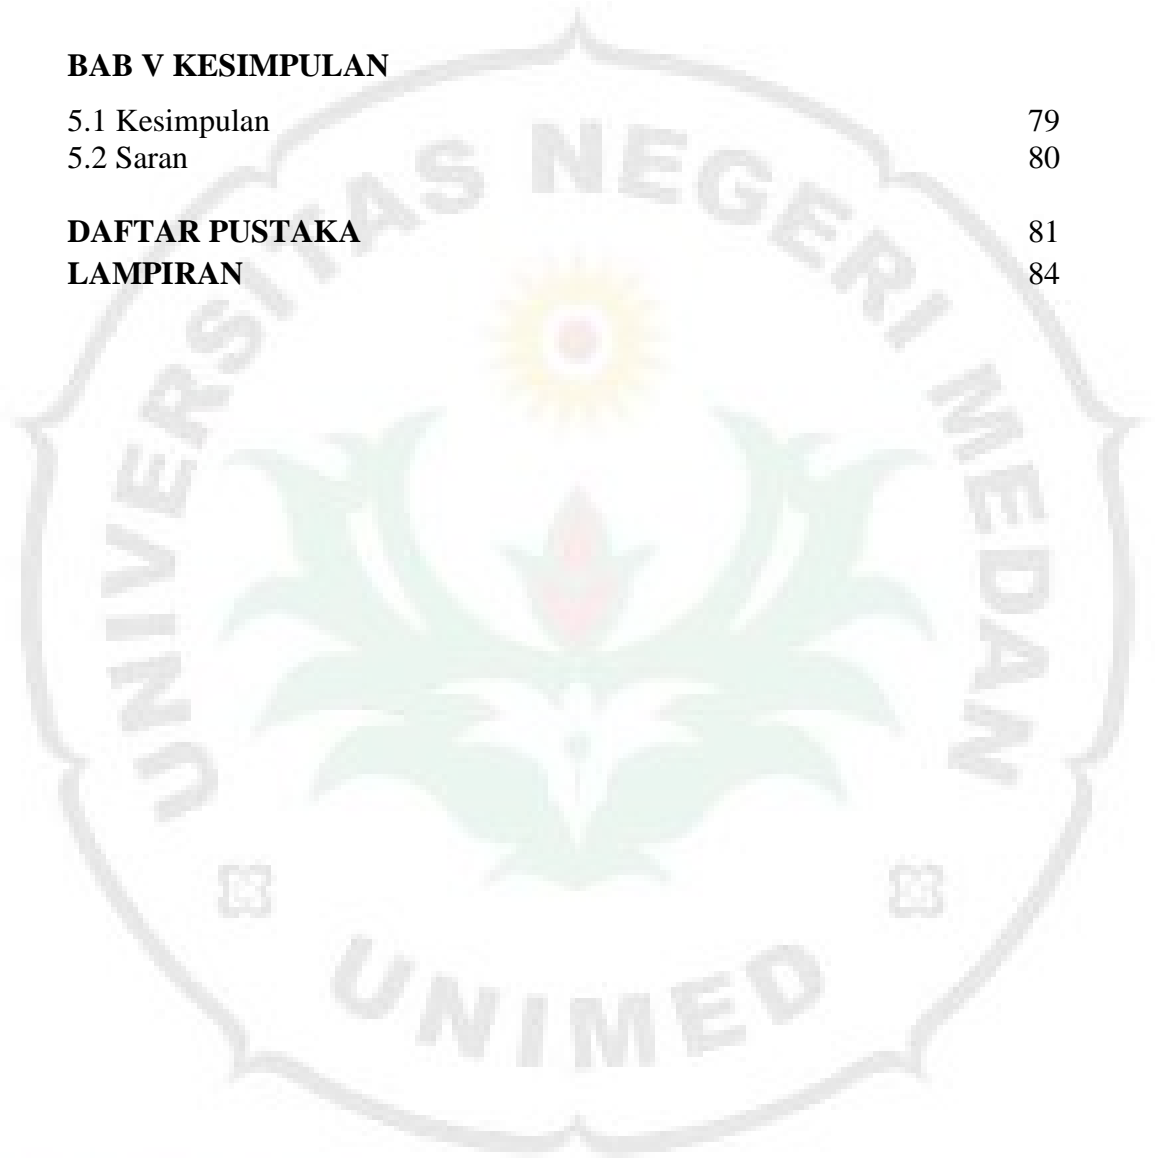 BAB V KESIMPULAN
5.1 Kesimpulan 79
5.2 Saran 80
DAFTAR PUSTAKA 81
LAMPIRAN 84
UNIVERSITAS NEGERI MEDAN
UNIMED